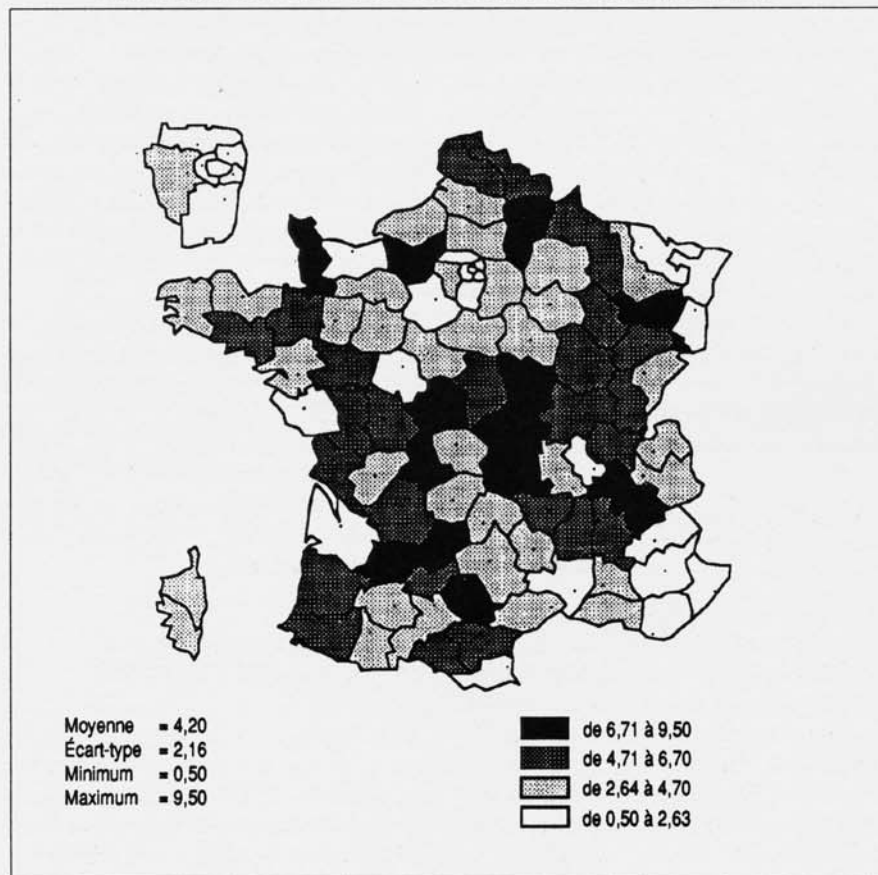 Moyenne = 4,20
Écart-type = 2,16
Minimum = 0,50
Maximum = 9,50
de 6,71 à 9,50
de 4,71 à 6,70
de 2,64 à 4,70
de 0,50 à 2,63